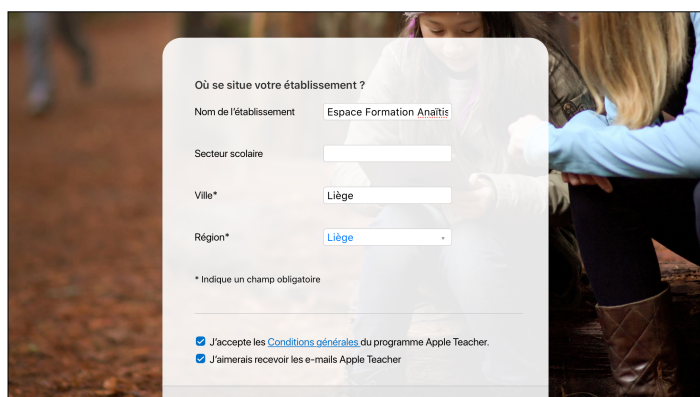 Où se situe votre établissement ?
Nom de l'établissement Espace Formation Anaïtis
Secteur scolaire
Ville* Liège
Région* Liège
* Indique un champ obligatoire
J'accepte les Conditions générales du programme Apple Teacher.
J'aimerais recevoir les e-mails Apple Teacher